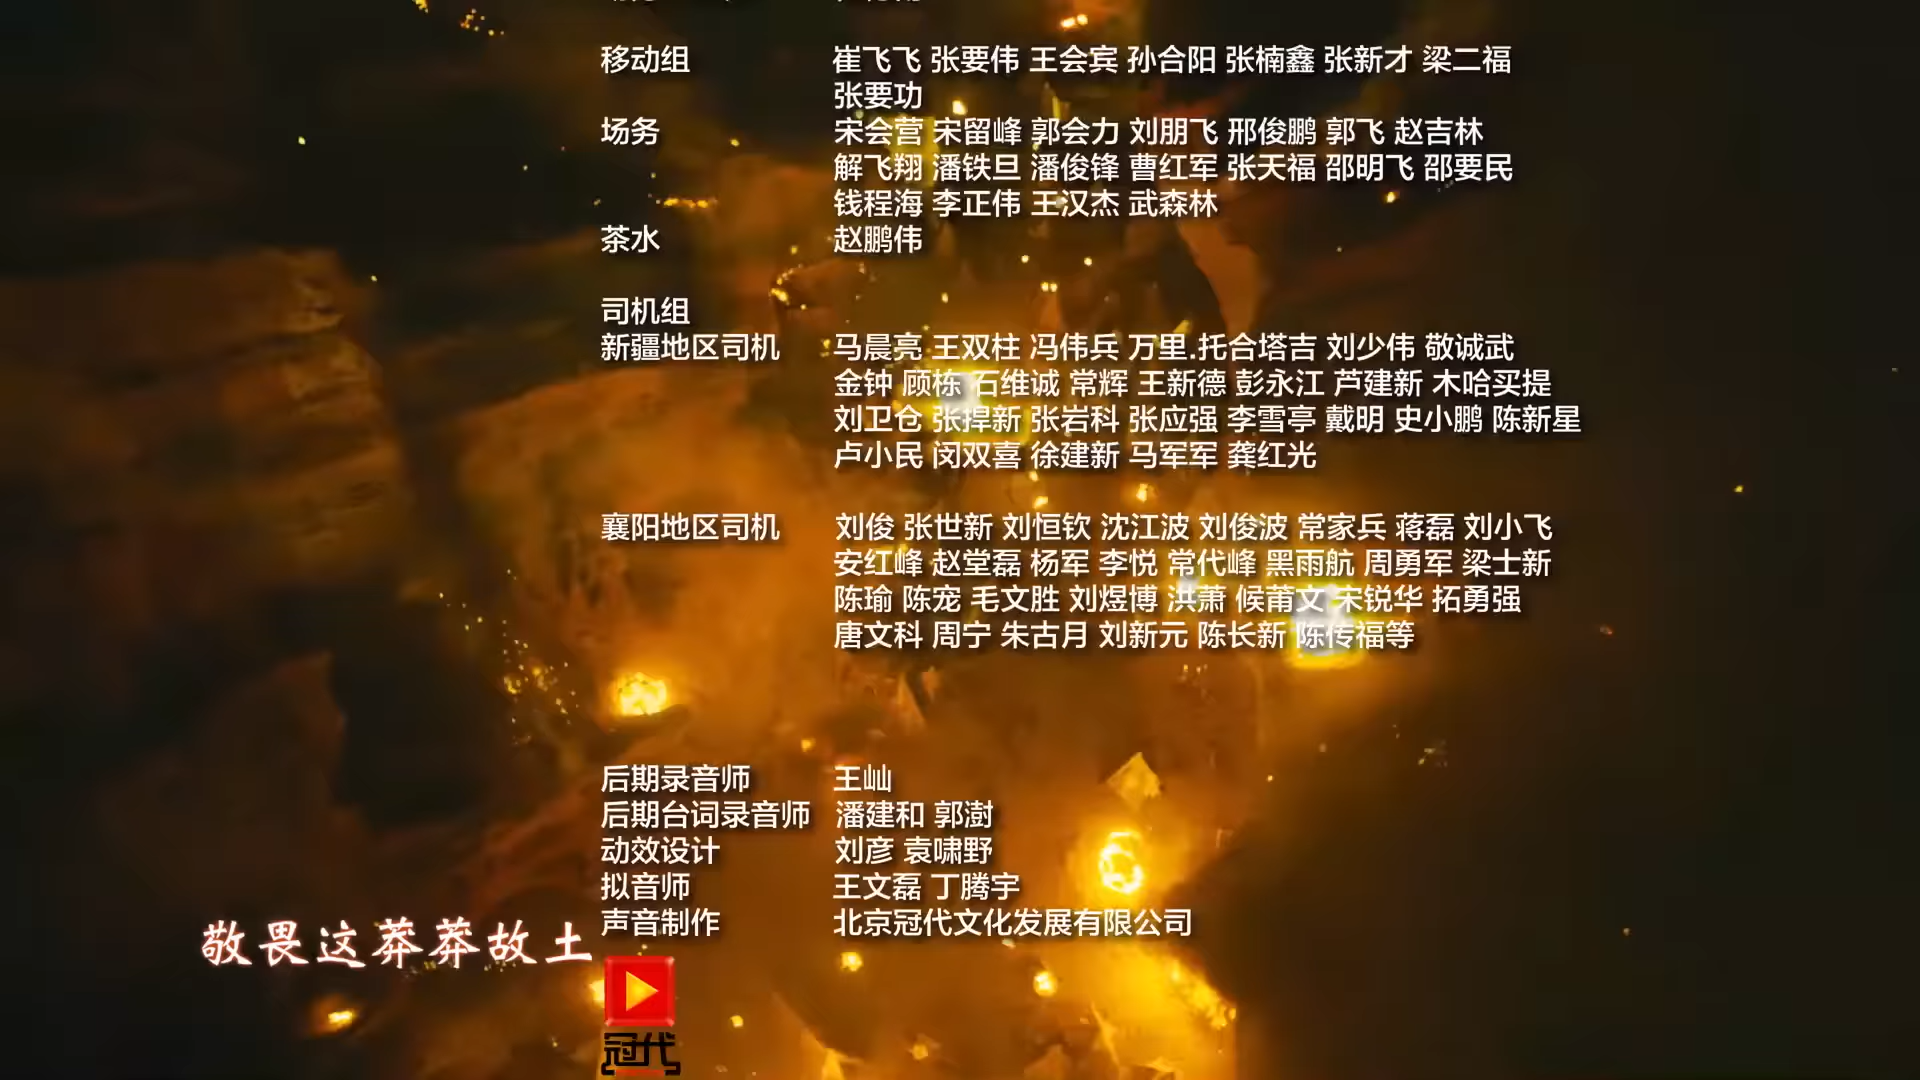 移动组 崔飞飞 张要伟 王会宾 孙合阳 张楠鑫 张新才 梁二福
张要功
场务 宋会营 宋留峰 郭会力 刘朋飞 邢俊鹏 郭飞 赵吉林
解飞翔 潘铁旦 潘俊锋 曹红军 张天福 邵明飞 邵要民
钱程海 李正伟 王汉杰 武森林
茶水 赵鹏伟
司机组
新疆地区司机 马晨亮 王双柱 冯伟兵 万里.托合塔吉 刘少伟 敬诚武
金钟 顾栋 石维诚 常辉 王新德 彭永江 芦建新 木哈买提
刘卫仓 张捍新 张岩科 张应强 李雪亭 戴明 史小鹏 陈新星
卢小民 闵双喜 徐建新 马军军 龚红光
襄阳地区司机 刘俊 张世新 刘恒钦 沈江波 刘俊波 常家兵 蒋磊 刘小飞
安红峰 赵堂磊 杨军 李悦 常代峰 黑雨航 周勇军 梁士新
陈瑜 陈宠 毛文胜 刘煜博 洪萧 候莆文 宋锐华 拓勇强
唐文科 周宁 朱古月 刘新元 陈长新 陈传福等
后期录音师 王屾
后期台词录音师 潘建和 郭澍
动效设计 刘彦 袁啸野
拟音师 王文磊 丁腾宇
声音制作 北京冠代文化发展有限公司
敬畏这莽莽故土
冠代